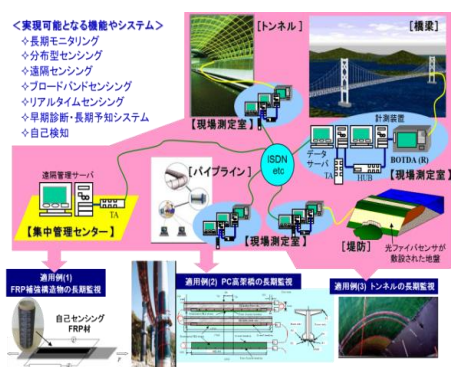 ＜実現可能となる機能やシステム＞
✧長期モニタリング
✧分布型センシング
✧遠隔センシング
✧ブロードバンドセンシング
✧リアルタイムセンシング
✧早期診断・長期予知システム
✧自己検知
[トンネル]
[橋梁]
【現場測定室】
計測装置
ISDN
etc
データ
サーバ
TA
HUB
BOTDA (R)
【現場測定室】
[パイプライン]
遠隔管理サーバ
TA
【集中管理センター】
【現場測定室】
[堤防]
光ファイバセンサが
敷設された地盤
適用例(1)
FRP補強構造物の長期監視
自己センシング
FRP材
P
適用例(2) PC高架橋の長期監視
適用例(3) トンネルの長期監視